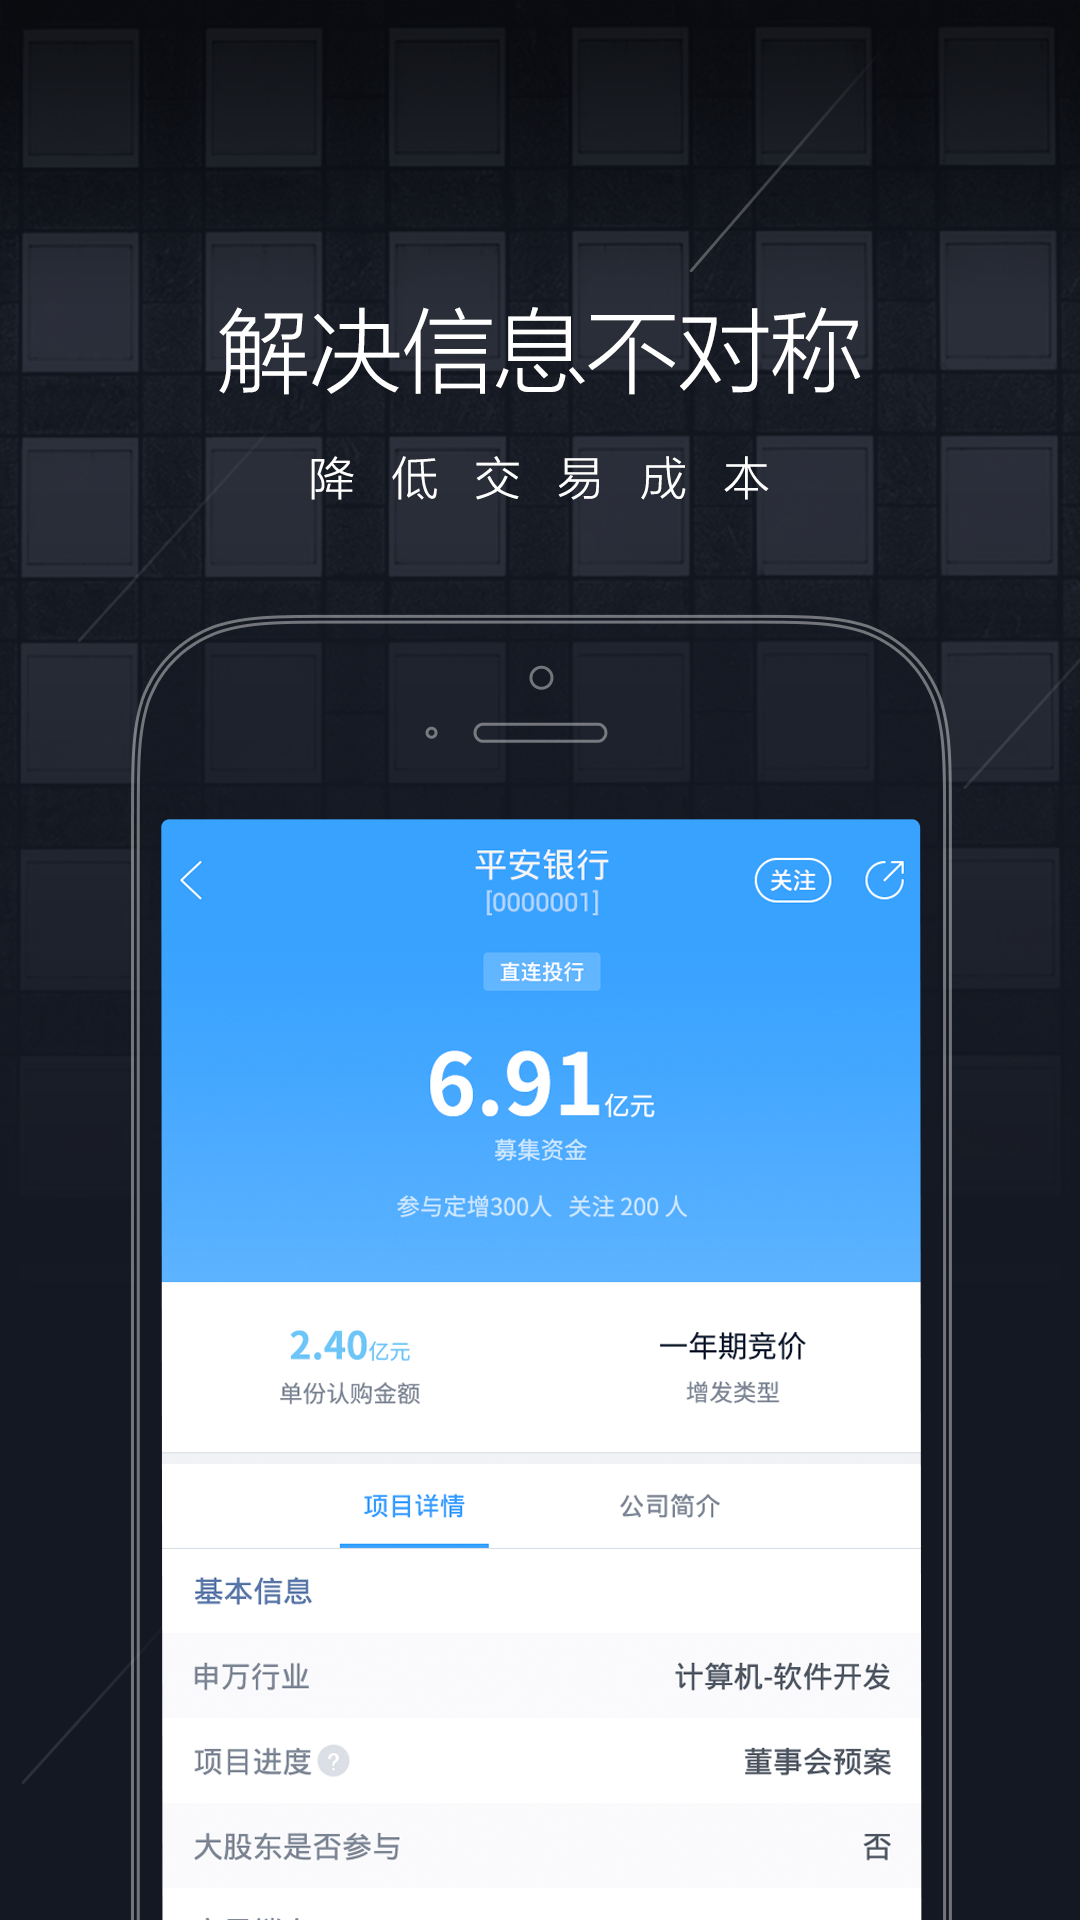 解决信息不对称
降低交易成本
平安银行
[0000001]
关注
直连投行
6.91亿元
募集资金
参与定增300人 关注 200 人
2.40亿元
一年期竞价
单份认购金额
增发类型
项目详情
公司简介
基本信息
申万行业
计算机-软件开发
项目进度 ?
董事会预案
大股东是否参与
否